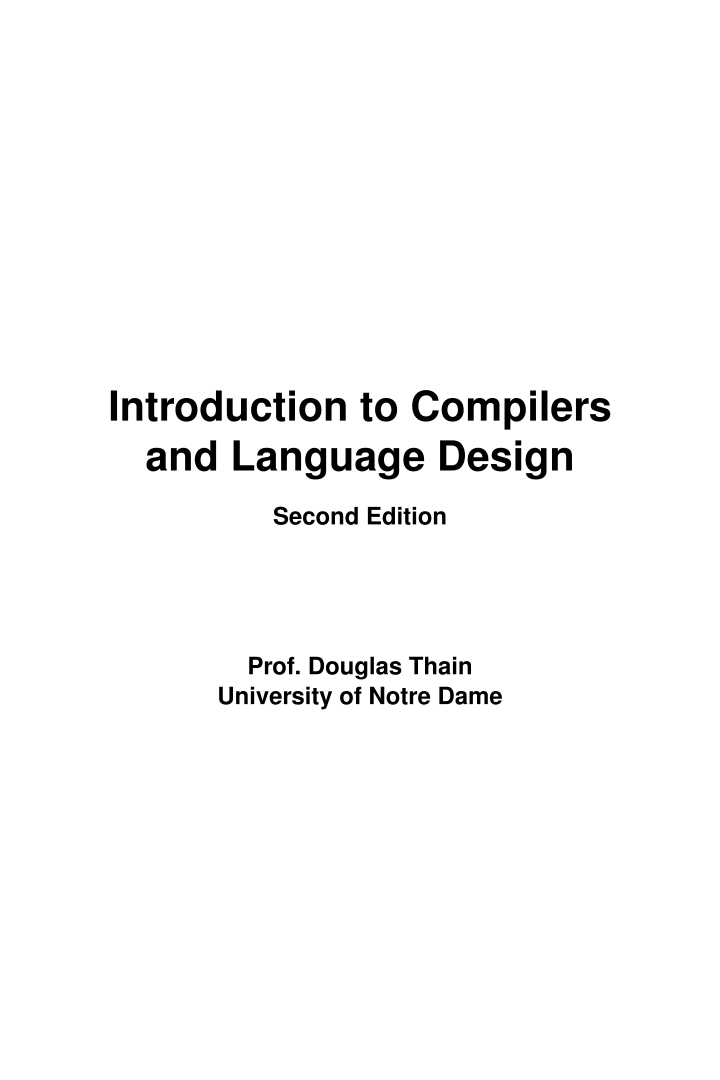 Introduction to Compilers
and Language Design
Second Edition
Prof. Douglas Thain
University of Notre Dame